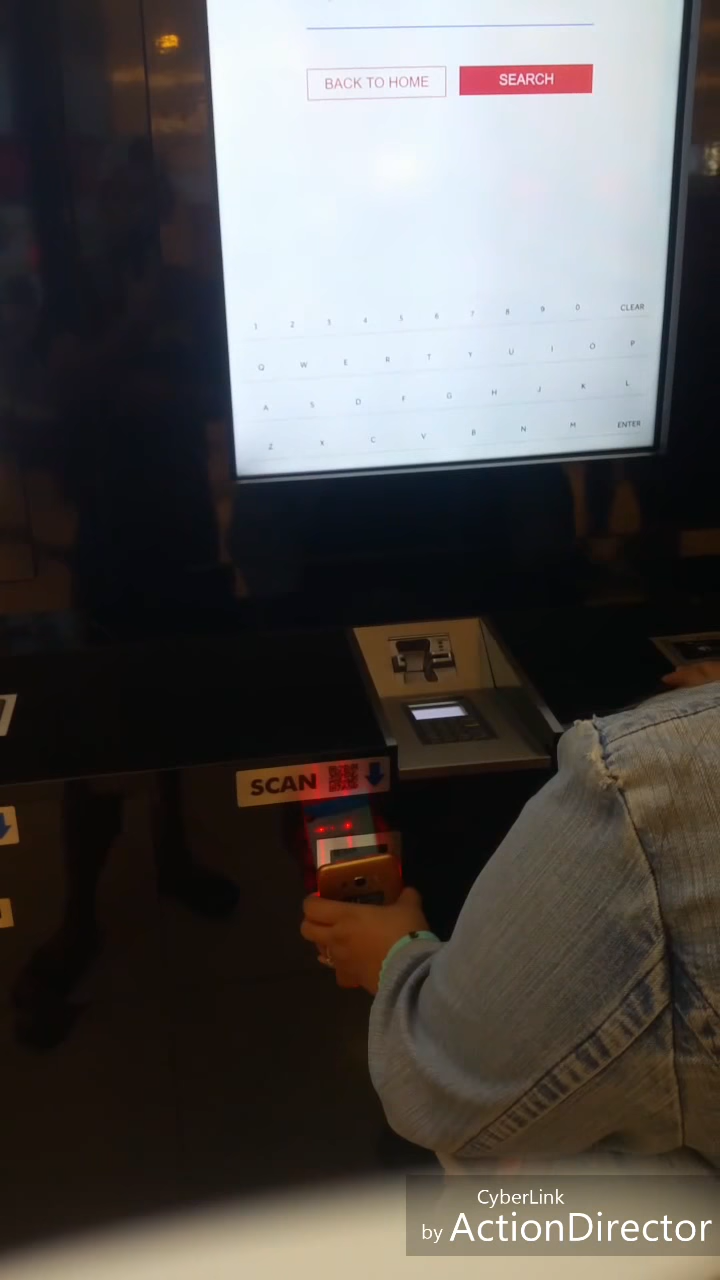 BACK TO HOME SEARCH
1 2 3 4 5 6 7 8 9 0 CLEAR
Q W E R T Y U I O P
A S D F G H J K L
Z X C V B N M ENTER
SCAN
CyberLink
by ActionDirector